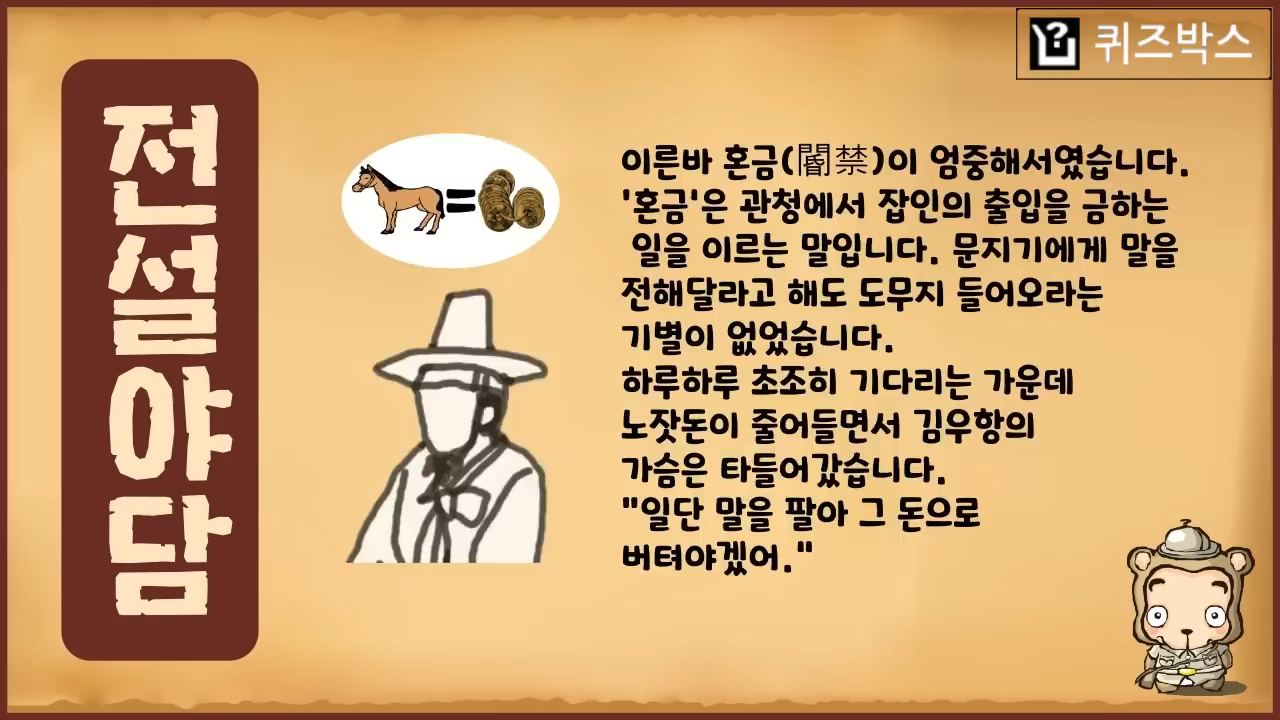 퀴즈박스
전설야담
이른바 혼금(閽禁)이 엄중해서였습니다.
'혼금'은 관청에서 잡인의 출입을 금하는
일을 이르는 말입니다. 문지기에게 말을
전해달라고 해도 도무지 들어오라는
기별이 없었습니다.
하루하루 초조히 기다리는 가운데
노잣돈이 줄어들면서 김우항의
가슴은 타들어갔습니다.
"일단 말을 팔아 그 돈으로
버텨야겠어."